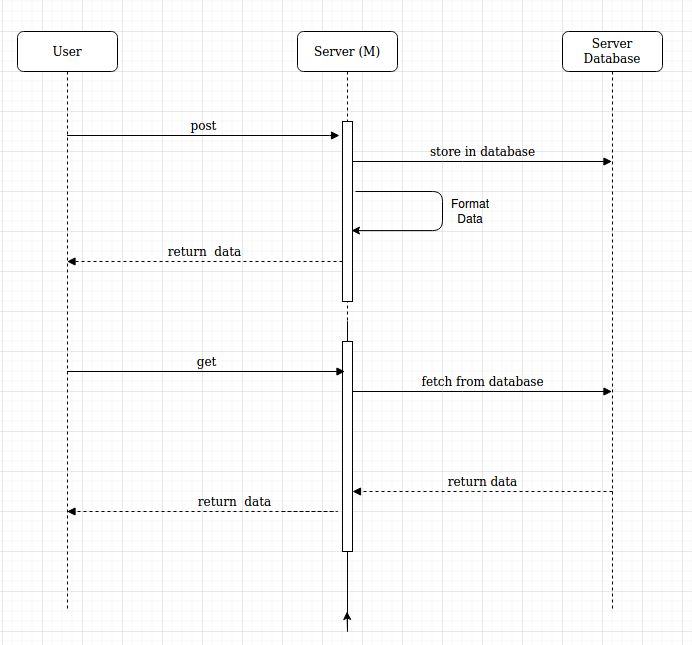 User
Server (M)
Server
Database
post
store in database
Format
Data
return  data
get
fetch from database
return data
return  data